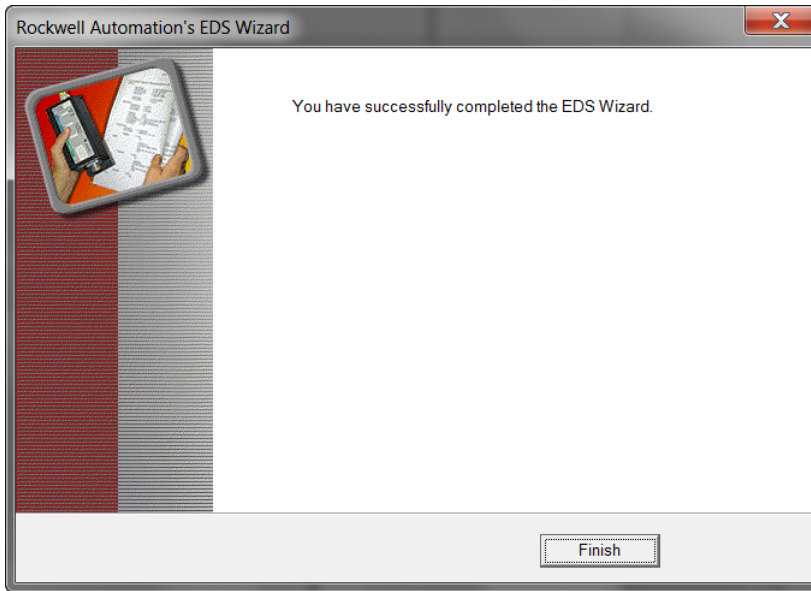 Rockwell Automation's EDS Wizard
You have successfully completed the EDS Wizard.
Finish